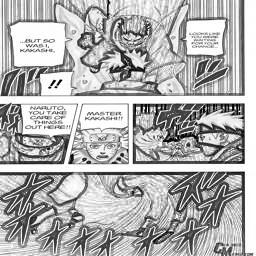 LOOKS LIKE
YOU WERE
WAITING
FOR YOUR
CHANCE.
...BUT SO
WAS I,
KAKASHI.
!!
MASTER
KAKASHI!!
NARUTO,
YOU TAKE
CARE OF
THINGS
OUT HERE!!